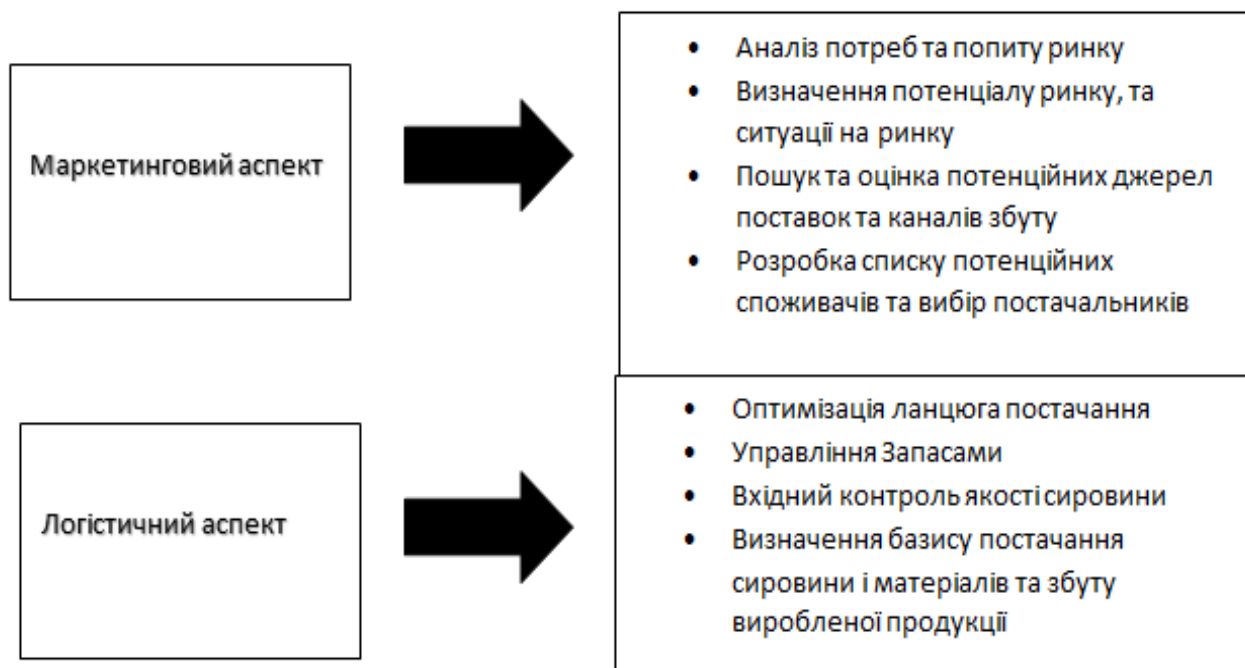 Маркетинговий аспект
• Аналіз потреб та попиту ринку
• Визначення потенціалу ринку, та
ситуації на ринку
• Пошук та оцінка потенційних джерел
поставок та каналів збуту
• Розробка списку потенційних
споживачів та вибір постачальників
Логістичний аспект
• Оптимізація ланцюга постачання
• Управління Запасами
• Вхідний контроль якості сировини
• Визначення базису постачання
сировини і матеріалів та збуту
виробленої продукції